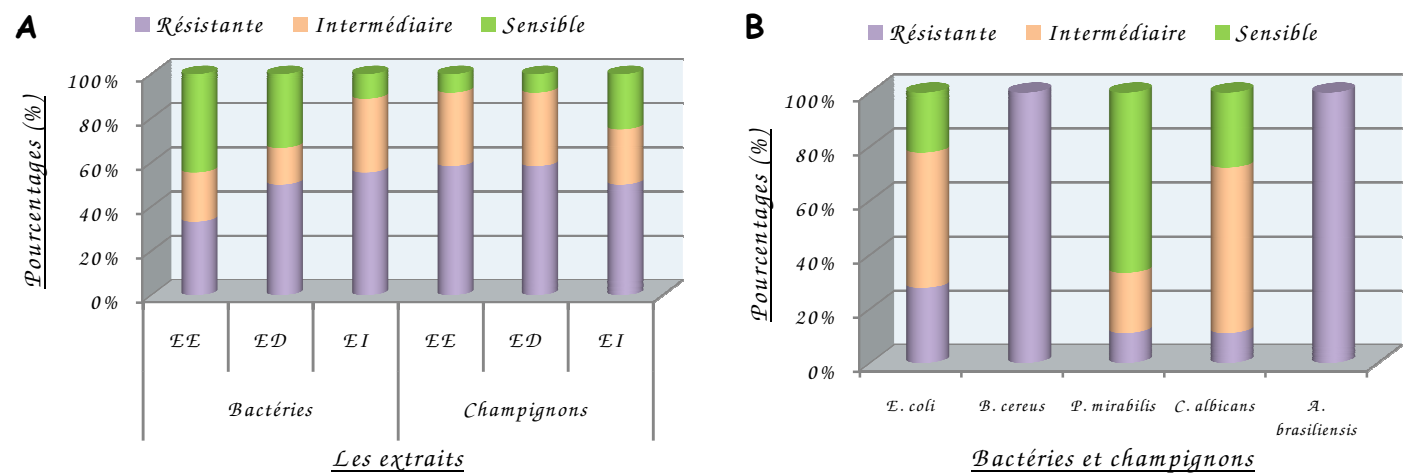 A
Résistante Intermédiaire Sensible
Pourcentages (%)
100%
80%
60%
40%
20%
0%
EE ED EI EE ED EI
Bactéries Champignons
Les extraits
B
Résistante Intermédiaire Sensible
Pourcentages (%)
100%
80%
60%
40%
20%
0%
E. coli B. cereus P. mirabilis C. albicans A.
brasiliensis
Bactéries et champignons